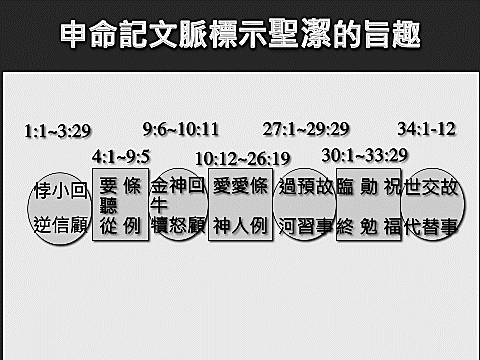 申命記文脈標示聖潔的旨趣
1:1~3:29
9:6~10:11
27:1~29:29
34:1-12
4:1~9:5
10:12~26:19
30:1~33:29
悖小回
逆信顧
要條
聽
從例
金神回
牛
犢怒顧
愛愛條
神人例
過預故
河習事
臨勛祝
終勉福
世交故
代替事